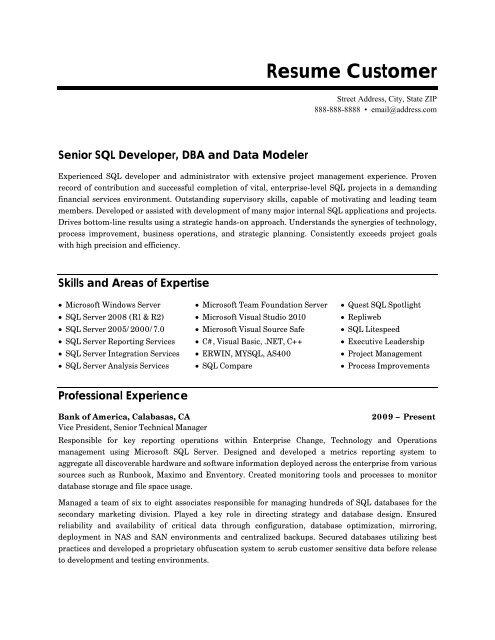 Resume Customer
Street Address, City, State ZIP
888-888-8888 • email@address.com
Senior SQL Developer, DBA and Data Modeler
Experienced SQL developer and administrator with extensive project management experience. Proven
record of contribution and successful completion of vital, enterprise-level SQL projects in a demanding
financial services environment. Outstanding supervisory skills, capable of motivating and leading team
members. Developed or assisted with development of many major internal SQL applications and projects.
Drives bottom-line results using a strategic hands-on approach. Understands the synergies of technology,
process improvement, business operations, and strategic planning. Consistently exceeds project goals
with high precision and efficiency.
Skills and Areas of Expertise
• Microsoft Windows Server
• SQL Server 2008 (R1 & R2)
• SQL Server 2005/2000/7.0
• SQL Server Reporting Services
• SQL Server Integration Services
• SQL Server Analysis Services
• Microsoft Team Foundation Server
• Microsoft Visual Studio 2010
• Microsoft Visual Source Safe
• C#, Visual Basic, .NET, C++
• ERWIN, MYSQL, AS400
• SQL Compare
• Quest SQL Spotlight
• Repliweb
• SQL Litespeed
• Executive Leadership
• Project Management
• Process Improvements
Professional Experience
Bank of America, Calabasas, CA 2009 – Present
Vice President, Senior Technical Manager
Responsible for key reporting operations within Enterprise Change, Technology and Operations
management using Microsoft SQL Server. Designed and developed a metrics reporting system to
aggregate all discoverable hardware and software information deployed across the enterprise from various
sources such as Runbook, Maximo and Enventory. Created monitoring tools and processes to monitor
database storage and file space usage.
Managed a team of six to eight associates responsible for managing hundreds of SQL databases for the
secondary marketing division. Played a key role in directing strategy and database design. Ensured
reliability and availability of critical data through configuration, database optimization, mirroring,
deployment in NAS and SAN environments and centralized backups. Secured databases utilizing best
practices and developed a proprietary obfuscation system to scrub customer sensitive data before release
to development and testing environments.